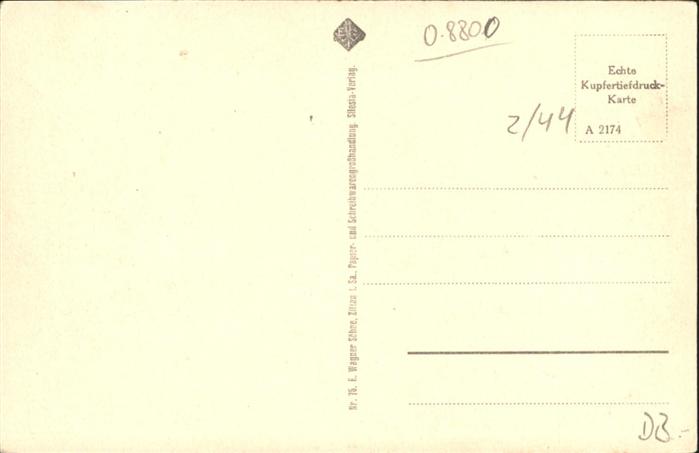 0.8800
Echte
Kupfertiefdruck-
Karte
A 2174
2/44
Nr. 75. E. Wagner Söhne, Zittau i. Sa., Papier- und Schreibwarengroßhandlung. Silesia-Verlag.
DB.-